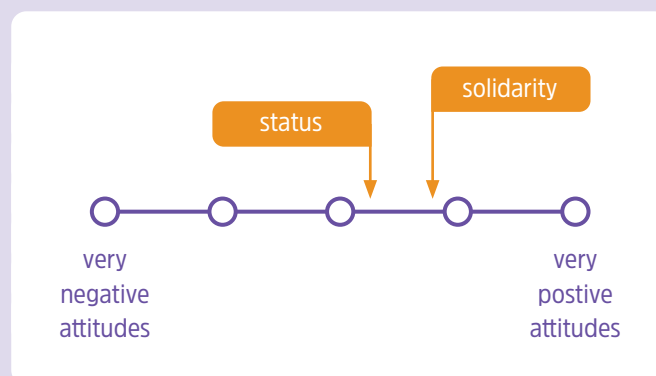 solidarity
status
very
negative
attitudes
very
postive
attitudes